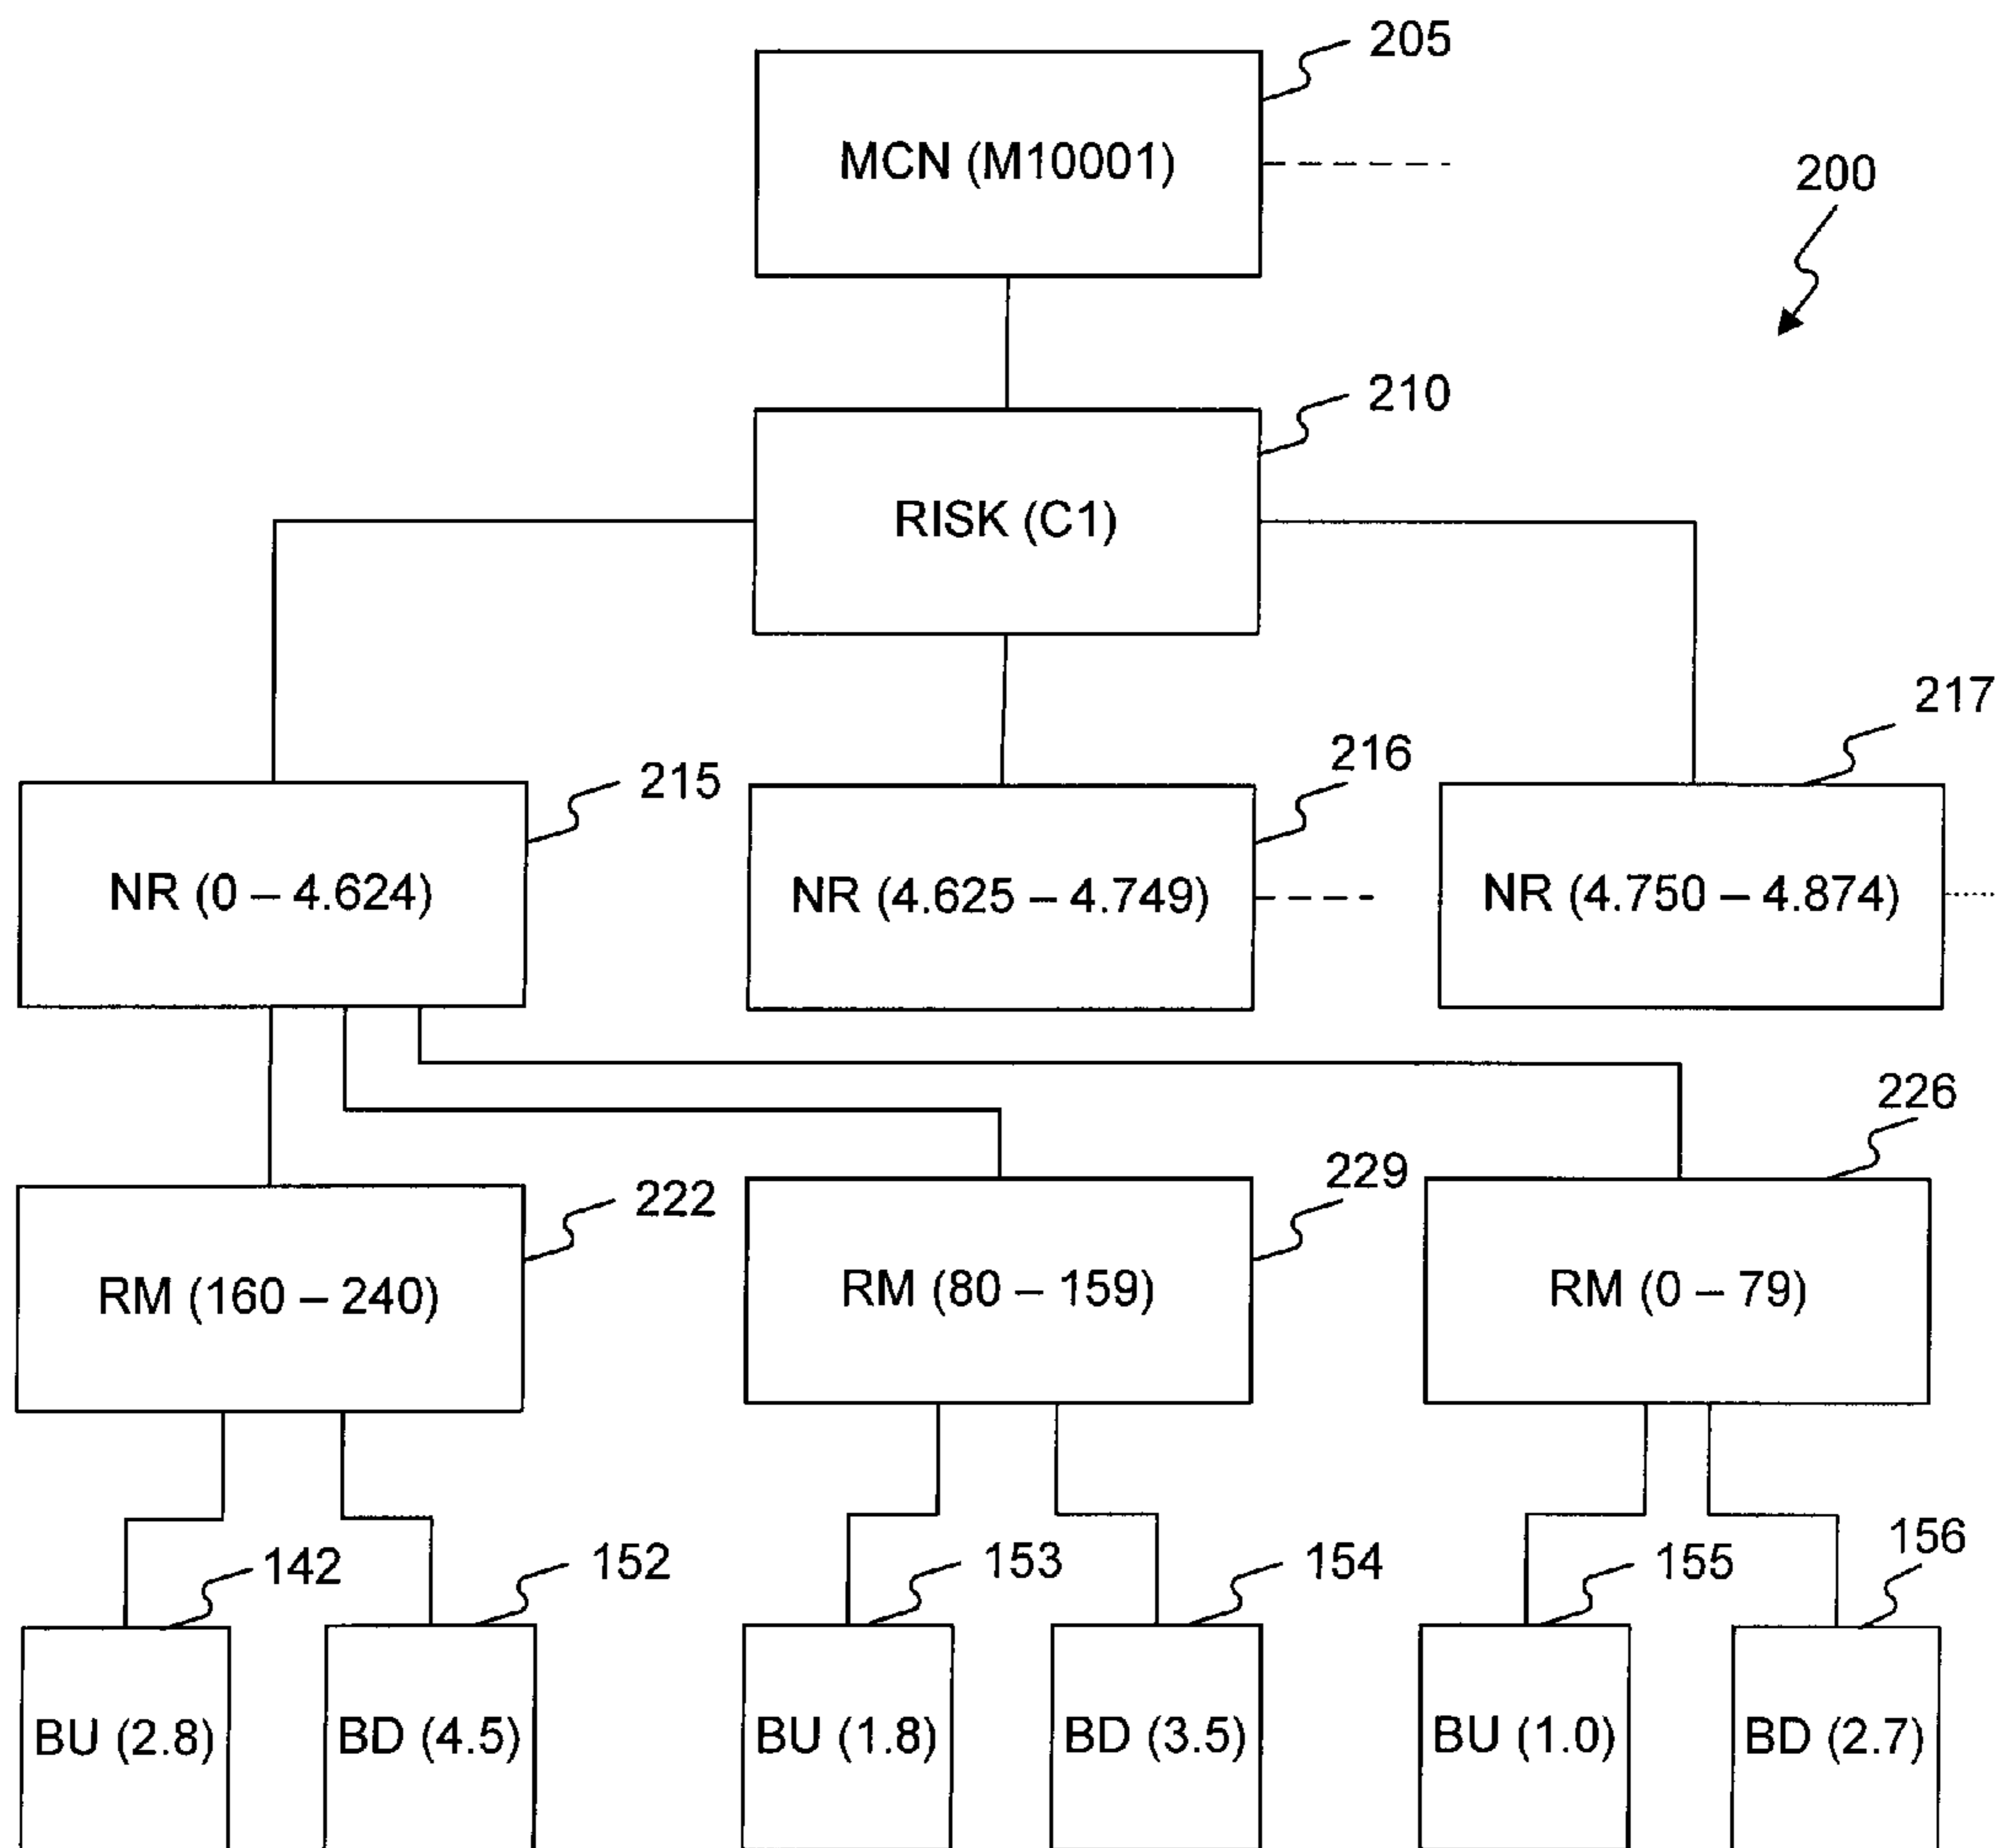 205
MCN (M10001)
200
210
RISK (C1)
217
216
215
NR (0 – 4.624)
NR (4.625 – 4.749)
NR (4.750 – 4.874)
226
229
222
RM (160 – 240)
RM (80 – 159)
RM (0 – 79)
142
152
153
154
155
156
BU (2.8)
BD (4.5)
BU (1.8)
BD (3.5)
BU (1.0)
BD (2.7)